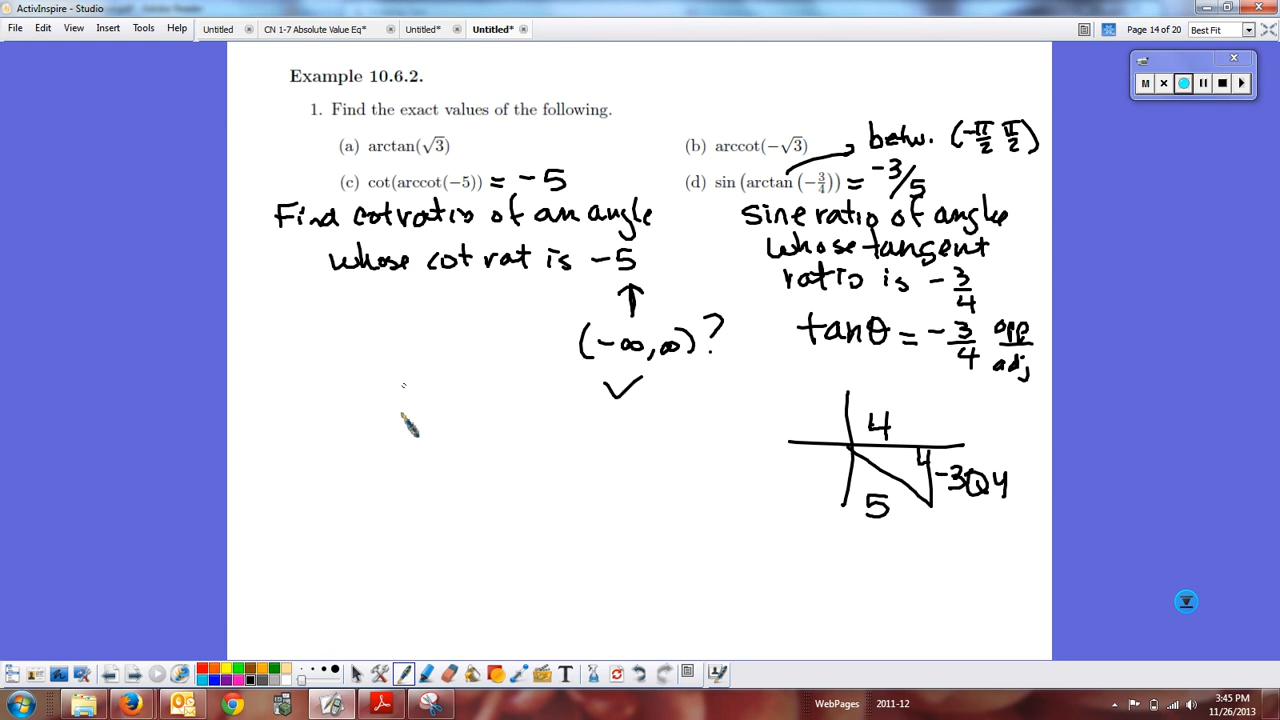 ActivInspire - Studio
File Edit View Insert Tools Help
Untitled CN 1-7 Absolute Value Eq* Untitled* Untitled*
Page 14 of 20 Best Fit
Example 10.6.2.
1. Find the exact values of the following.
(a) arctan(√3)
(b) arccot(−√3)
betw. (-π/2 π/2)
(c) cot(arccot(−5)) = -5
(d) sin (arctan (−3/4)) = -3/5
Find cot ratio of an angle
whose cot rat is -5
(-∞,∞)?
✓
Sine ratio of angle
whose tangent
ratio is -3/4
tanθ = -3/4 opp/adj
4
-3 Q4
5
M
WebPages 2011-12
3:45 PM
11/26/2013